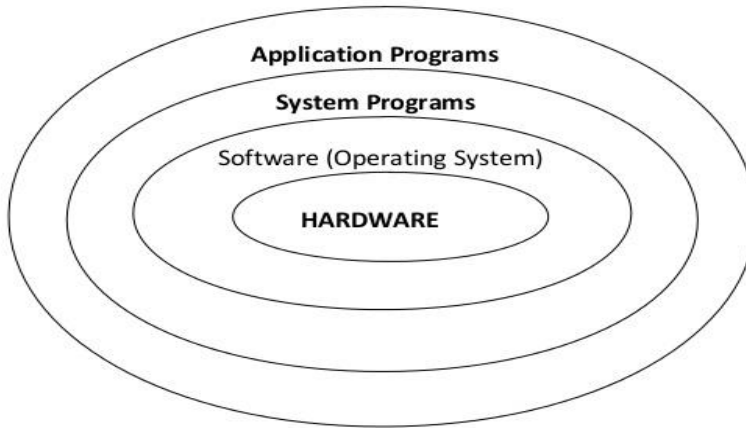 Application Programs
System Programs
Software (Operating System)
HARDWARE